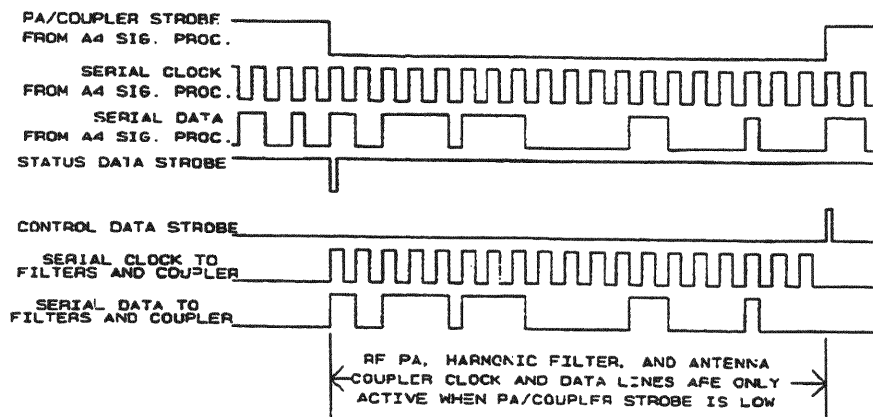 PA/COUPLER STROBE
FROM A4 SIG. PROC.
SERIAL CLOCK
FROM A4 SIG. PROC.
SERIAL DATA
FROM A4 SIG. PROC.
STATUS DATA STROBE
CONTROL DATA STROBE
SERIAL CLOCK TO
FILTERS AND COUPLER
SERIAL DATA TO
FILTERS AND COUPLER
RF PA, HARMONIC FILTER, AND ANTENNA
COUPLER CLOCK AND DATA LINES ARE ONLY
ACTIVE WHEN PA/COUPLER STROBE IS LOW